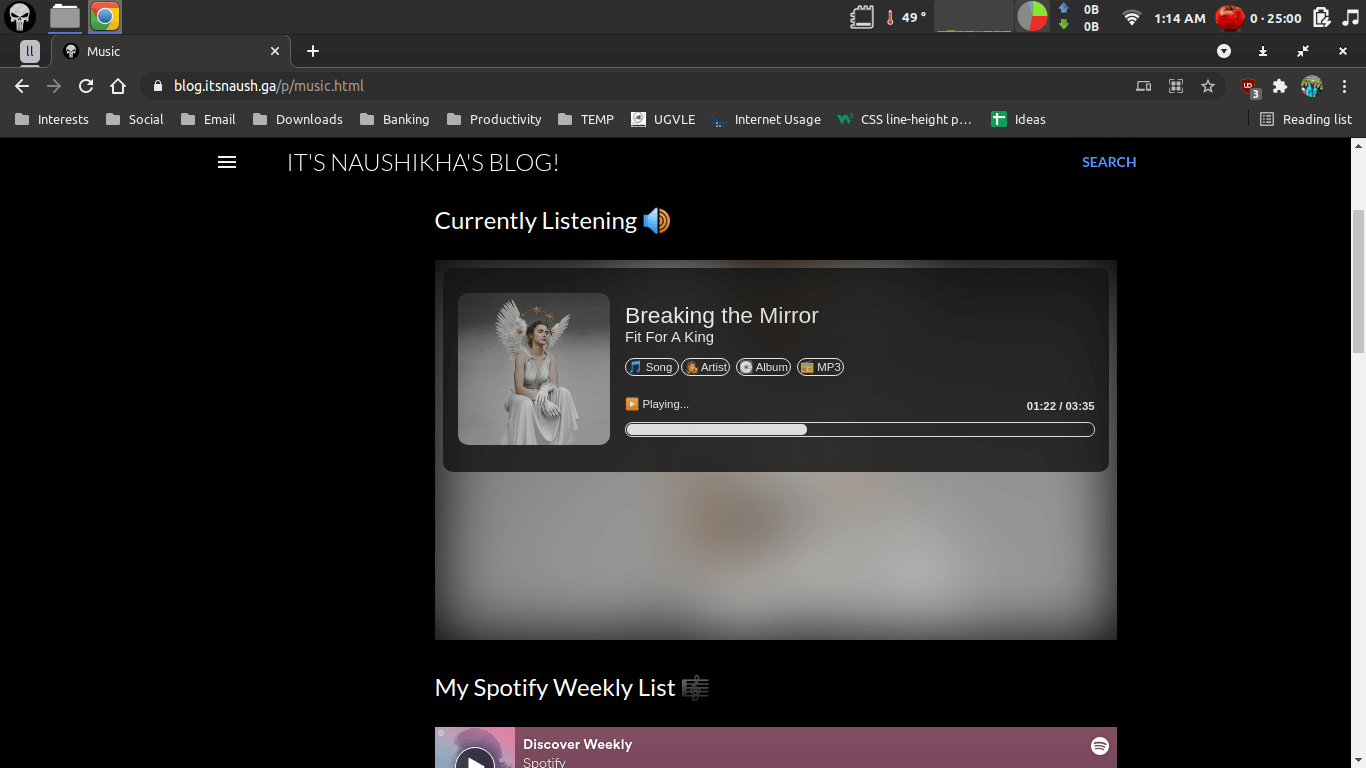 49 °
0B
0B
1:14 AM
0 · 25:00
ll
Music
blog.itsnaush.ga/p/music.html
3
Interests
Social
Email
Downloads
Banking
Productivity
TEMP
UGVLE
Internet Usage
CSS line-height p…
Ideas
Reading list
IT'S NAUSHIKHA'S BLOG!
SEARCH
Currently Listening
Breaking the Mirror
Fit For A King
Song
Artist
Album
MP3
Playing...
01:22 / 03:35
My Spotify Weekly List
Discover Weekly
Spotify